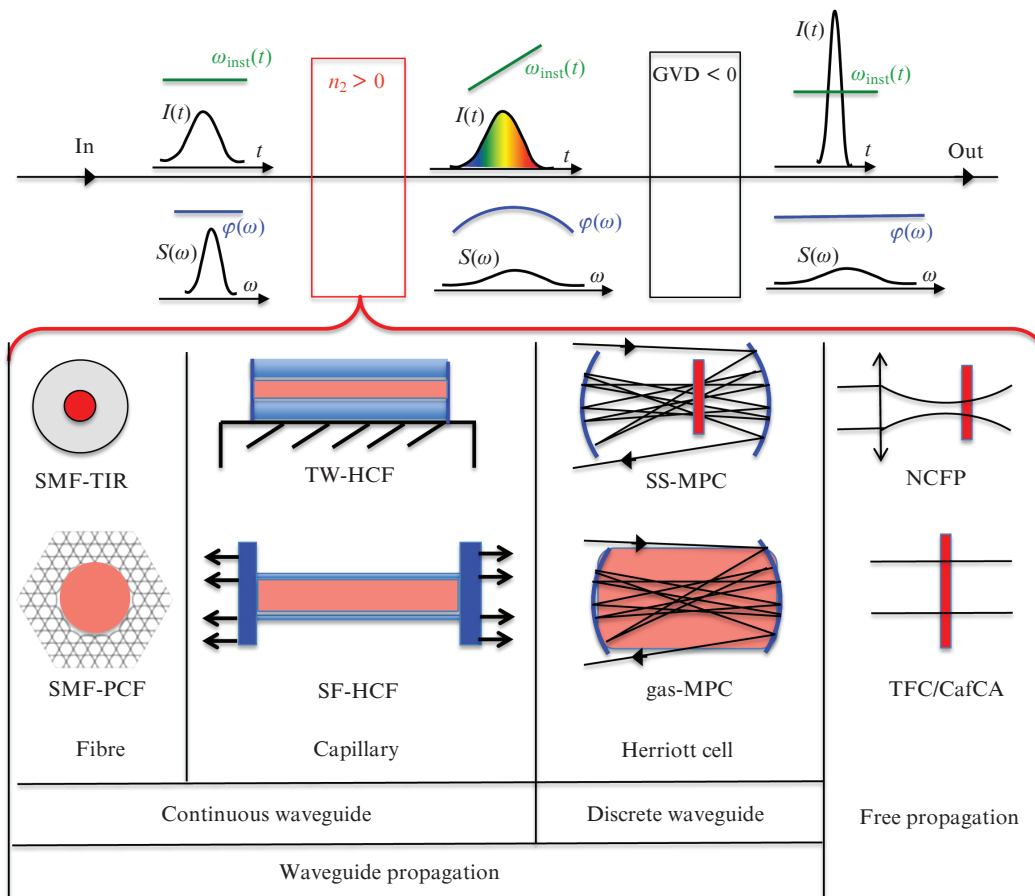 ω_inst(t)
I(t)
t
In
φ(ω)
S(ω)
ω
n₂ > 0
ω_inst(t)
I(t)
t
φ(ω)
S(ω)
ω
GVD < 0
I(t)
ω_inst(t)
t
Out
φ(ω)
S(ω)
ω
SMF-TIR
TW-HCF
SS-MPC
NCFP
SMF-PCF
SF-HCF
gas-MPC
TFC/CafCA
Fibre
Capillary
Herriott cell
Continuous waveguide
Discrete waveguide
Free propagation
Waveguide propagation